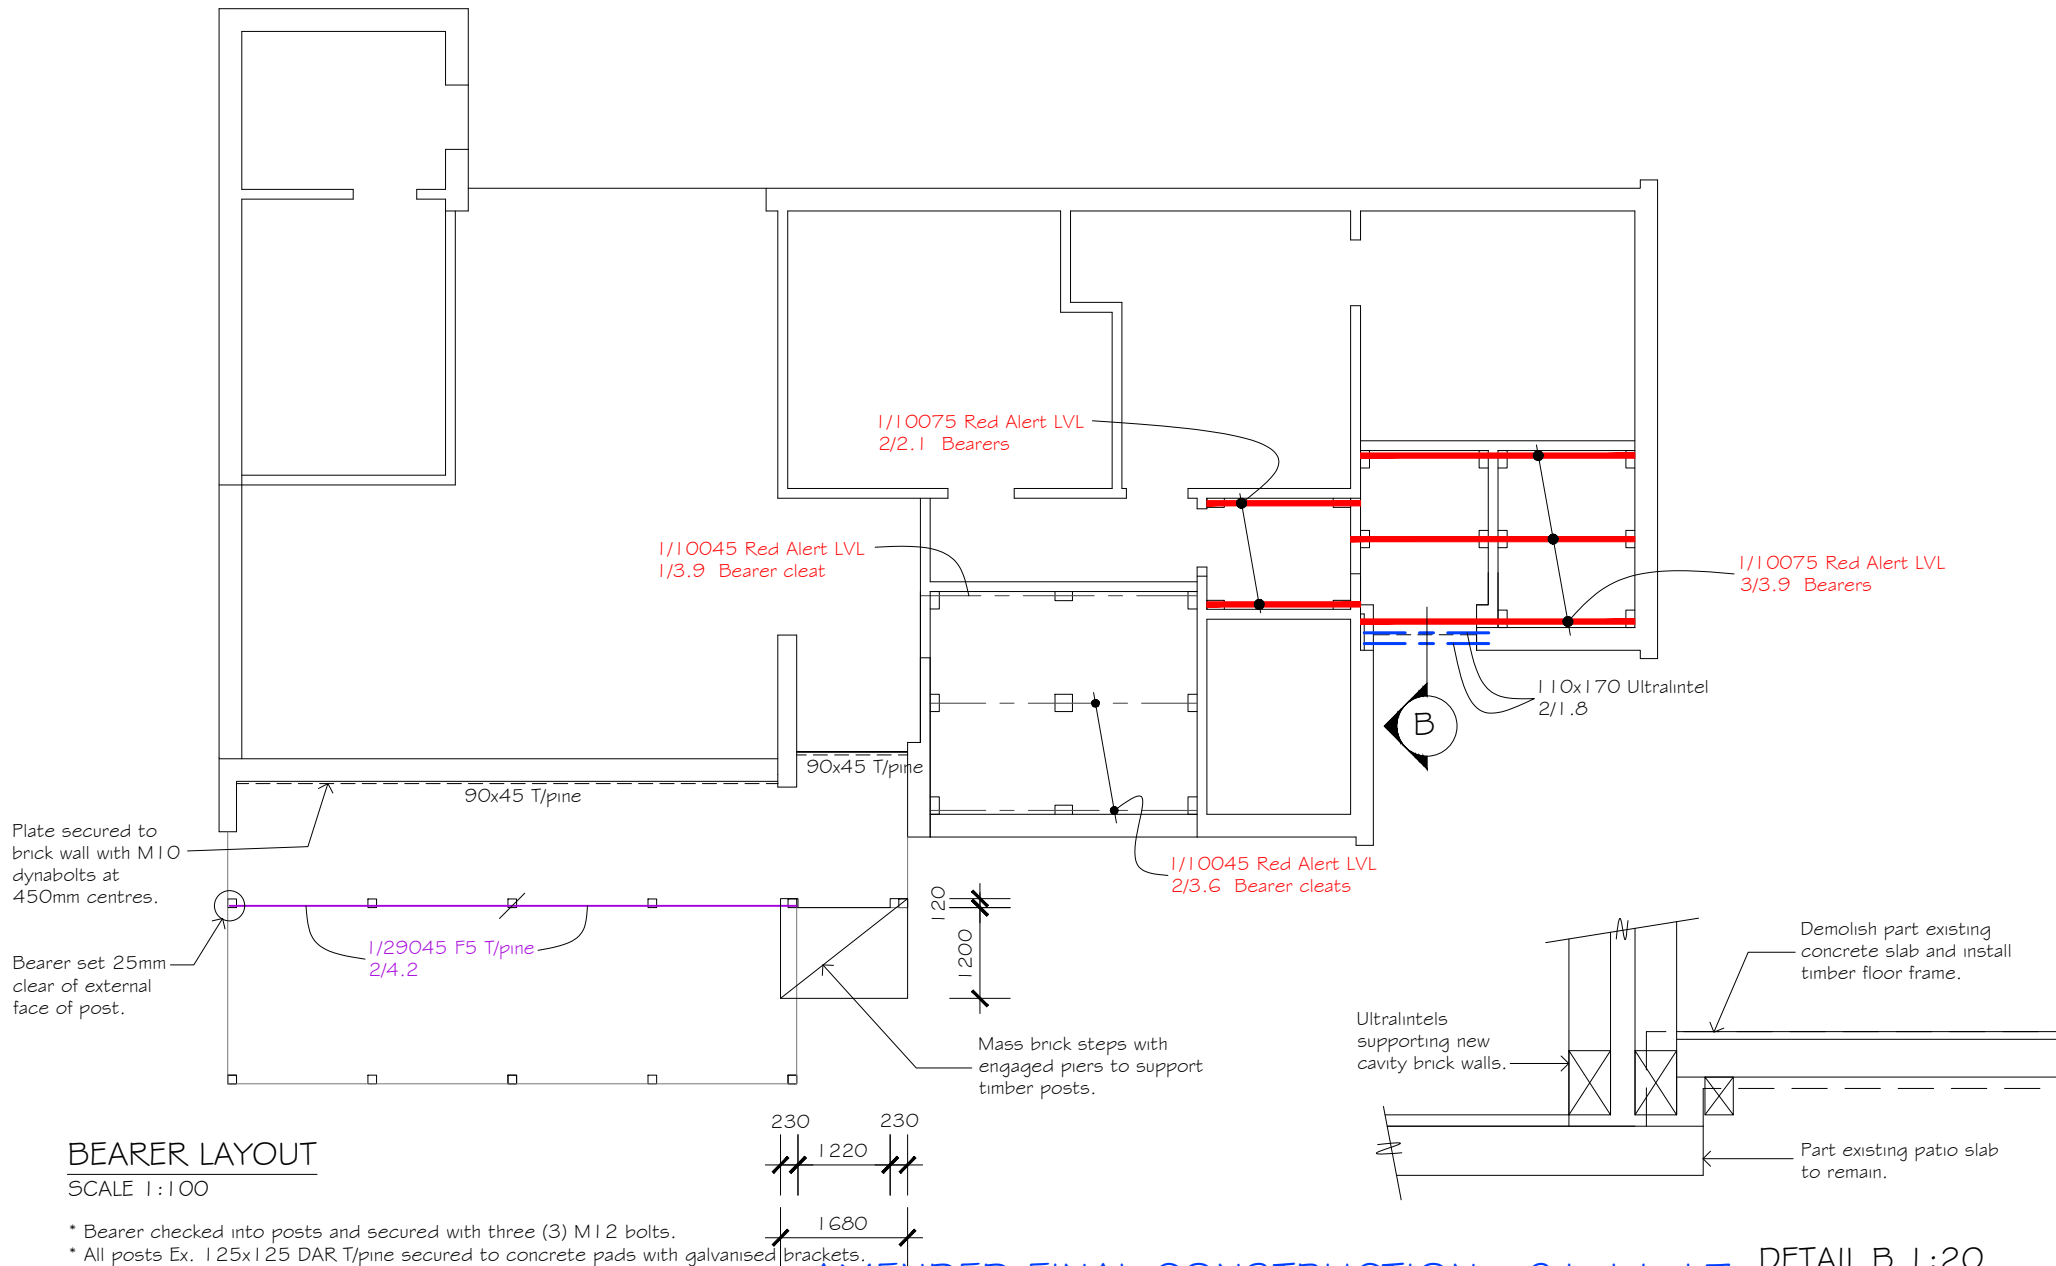 1/10075 Red Alert LVL
2/2.1 Bearers
1/10045 Red Alert LVL
1/3.9 Bearer cleat
1/10075 Red Alert LVL
3/3.9 Bearers
110x170 Ultralintel
2/1.8
B
90x45 T/pine
90x45 T/pine
Plate secured to
brick wall with M10
dynabolts at
450mm centres.
1/10045 Red Alert LVL
2/3.6 Bearer cleats
120
1200
1/29045 F5 T/pine
2/4.2
Bearer set 25mm
clear of external
face of post.
Demolish part existing
concrete slab and install
timber floor frame.
Ultralintels
supporting new
cavity brick walls.
Mass brick steps with
engaged piers to support
timber posts.
230
230
1220
1680
Part existing patio slab
to remain.
BEARER LAYOUT
SCALE 1:100
* Bearer checked into posts and secured with three (3) M12 bolts.
* All posts Ex. 125x125 DAR T/pine secured to concrete pads with galvanised brackets.
FINAL CONSTRUCTION
DETAIL B 1:20